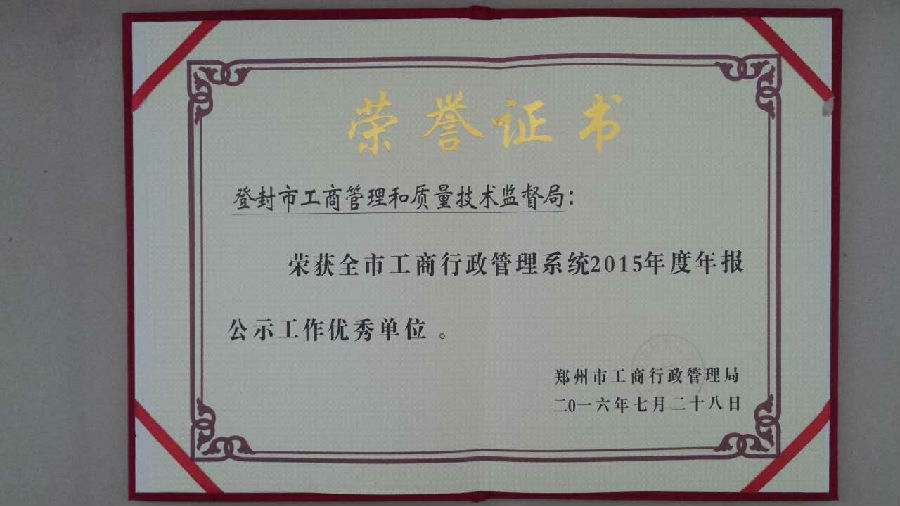 荣誉证书
登封市工商管理和质量技术监督局：
荣获全市工商行政管理系统2015年度年报
公示工作优秀单位。
郑州市工商行政管理局
二〇一六年七月二十八日